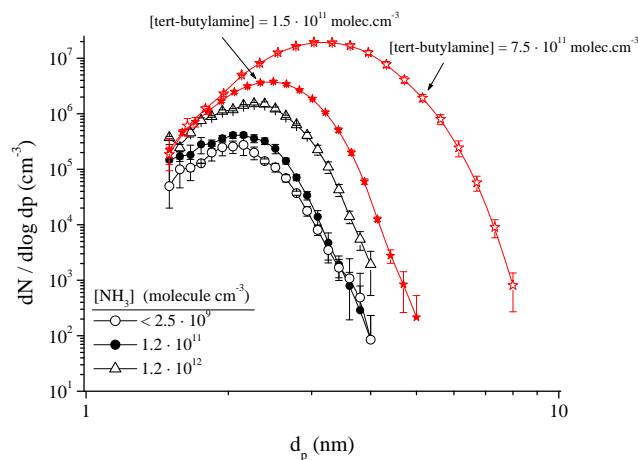 [tert-butylamine] = 1.5 · 10^11 molec.cm^-3
[tert-butylamine] = 7.5 · 10^11 molec.cm^-3
10^7
10^6
10^5
10^4
10^3
10^2
10^1
dN / dlog dp (cm^-3)
[NH_3] (molecule cm^-3)
< 2.5 · 10^9
1.2 · 10^11
1.2 · 10^12
1
10
d_p (nm)